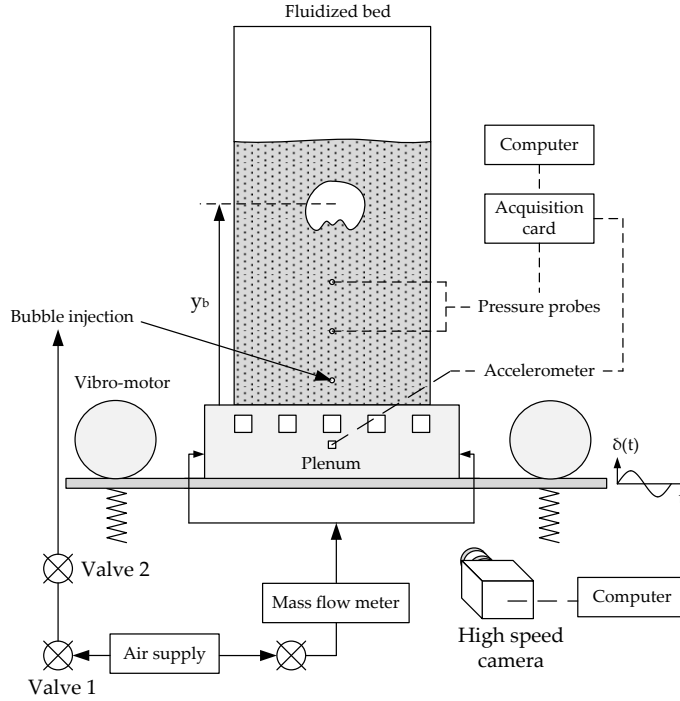 Fluidized bed
Computer
Acquisition
card
yb
Pressure probes
Bubble injection
Accelerometer
Vibro-motor
δ(t)
Plenum
Valve 2
Mass flow meter
Computer
Air supply
High speed
camera
Valve 1